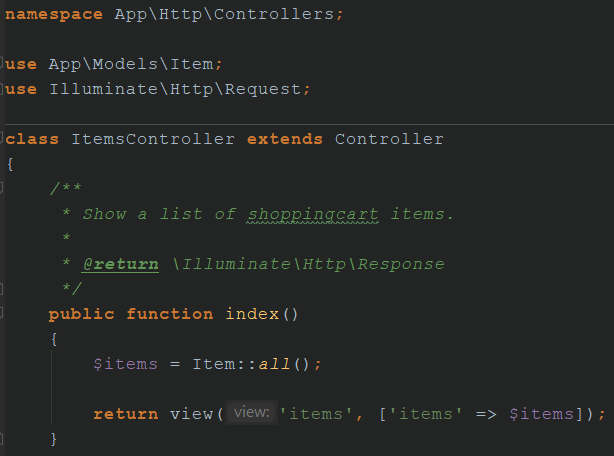 namespace App\Http\Controllers;
use App\Models\Item;
use Illuminate\Http\Request;
class ItemsController extends Controller
{
/**
* Show a list of shoppingcart items.
*
* @return \Illuminate\Http\Response
*/
public function index()
{
$items = Item::all();
return view( view: 'items', ['items' => $items]);
}